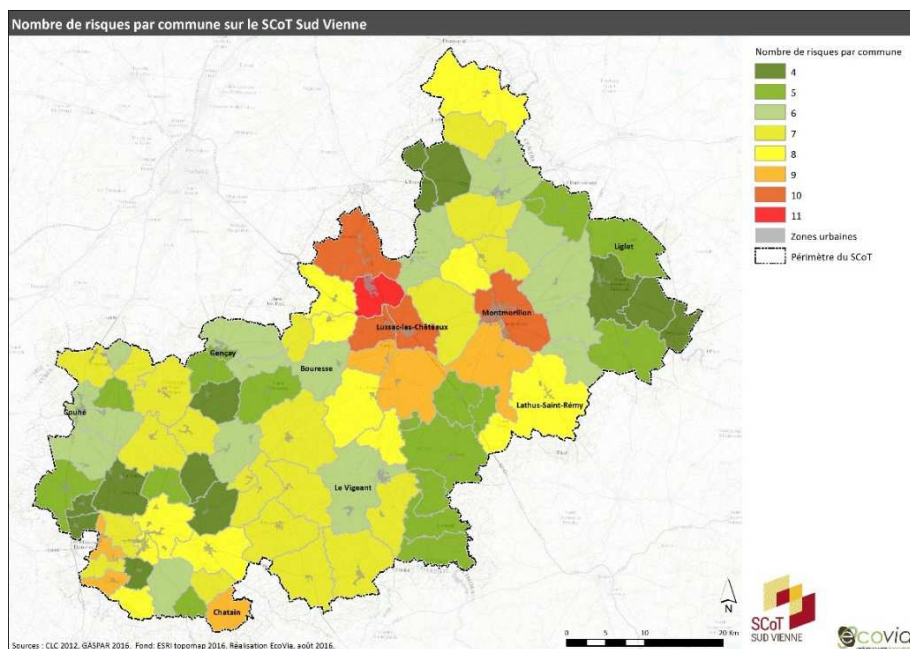 Nombre de risques par commune sur le SCoT Sud Vienne
Nombre de risques par commune
4
5
6
7
8
9
10
11
Zones urbaines
Périmètre du SCoT
Liglet
Montmorillon
Lussac-les-Châteaux
Gençay
Bouresse
Lathus-Saint-Rémy
Couhé
Le Vigeant
Chatain
N
0 5 10 20 Km
SCoT
SUD VIENNE
ecovia
Sources : CLC 2012, GASPAR 2016. Fond: ESRI topomap 2016, Réalisation EcoVia, août 2016.